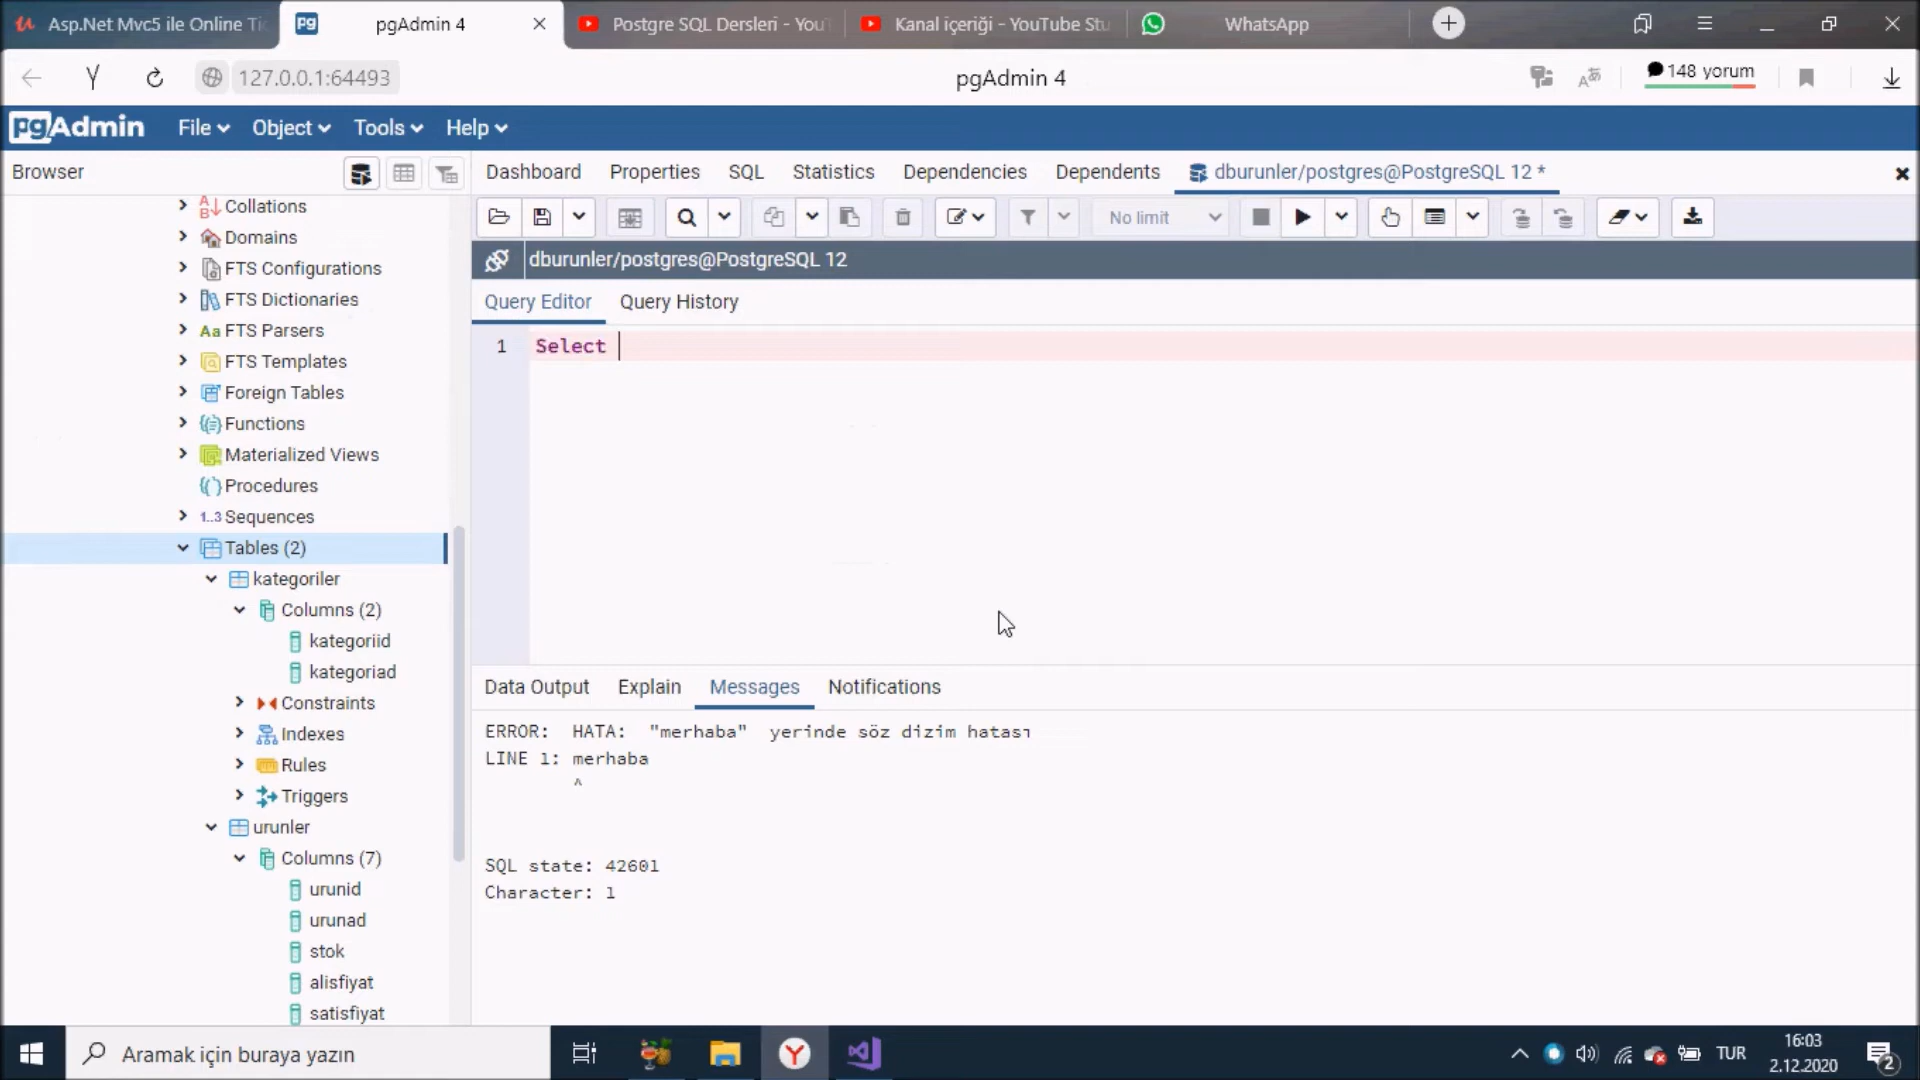 Asp.Net Mvc5 ile Online Tic
pgAdmin 4
Postgre SQL Dersleri - YouT
Kanal içeriği - YouTube Stu
WhatsApp
127.0.0.1:64493
pgAdmin 4
148 yorum
pgAdmin
File
Object
Tools
Help
Browser
Dashboard
Properties
SQL
Statistics
Dependencies
Dependents
dburunler/postgres@PostgreSQL 12 *
No limit
dburunler/postgres@PostgreSQL 12
Query Editor
Query History
1 Select
Collations
Domains
FTS Configurations
FTS Dictionaries
Aa FTS Parsers
FTS Templates
Foreign Tables
Functions
Materialized Views
Procedures
1..3 Sequences
Tables (2)
kategoriler
Columns (2)
kategoriid
kategoriad
Constraints
Indexes
Rules
Triggers
urunler
Columns (7)
urunid
urunad
stok
alisfiyat
satisfiyat
Data Output
Explain
Messages
Notifications
ERROR:  HATA:  "merhaba"  yerinde söz dizim hatası
LINE 1: merhaba
^
SQL state: 42601
Character: 1
Aramak için buraya yazın
TUR
16:03
2.12.2020
2